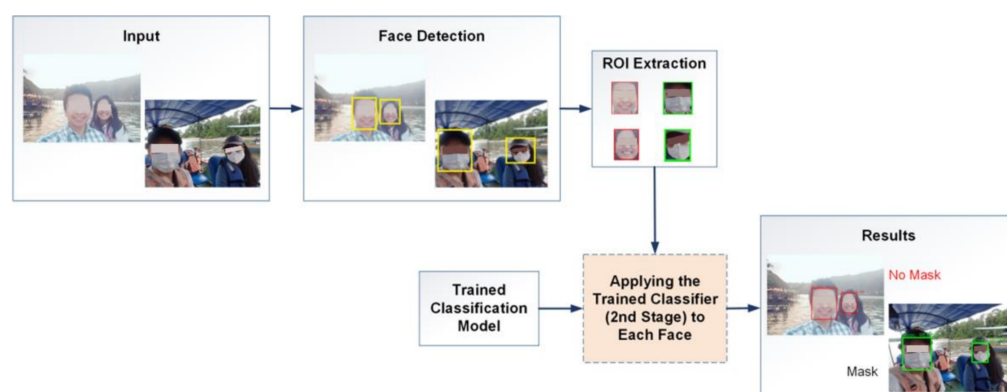 Input
Face Detection
ROI Extraction
Trained
Classification
Model
Applying the
Trained Classifier
(2nd Stage) to
Each Face
Results
No Mask
Mask